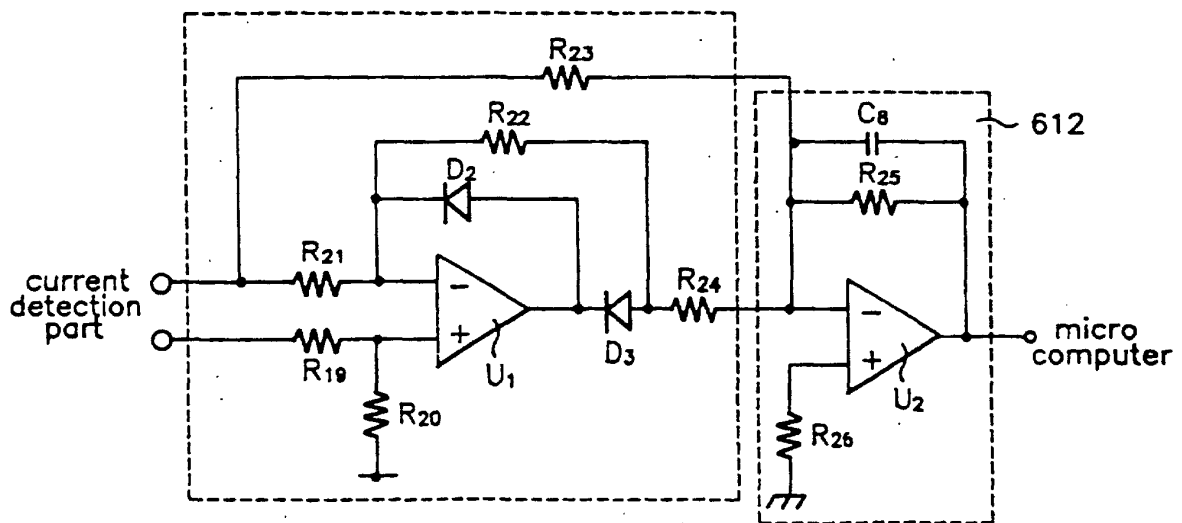 R23
R22
C8
612
D2
R25
R21
current
detection
part
−
+
R24
D3
U1
R19
R20
−
+
micro
computer
U2
R26